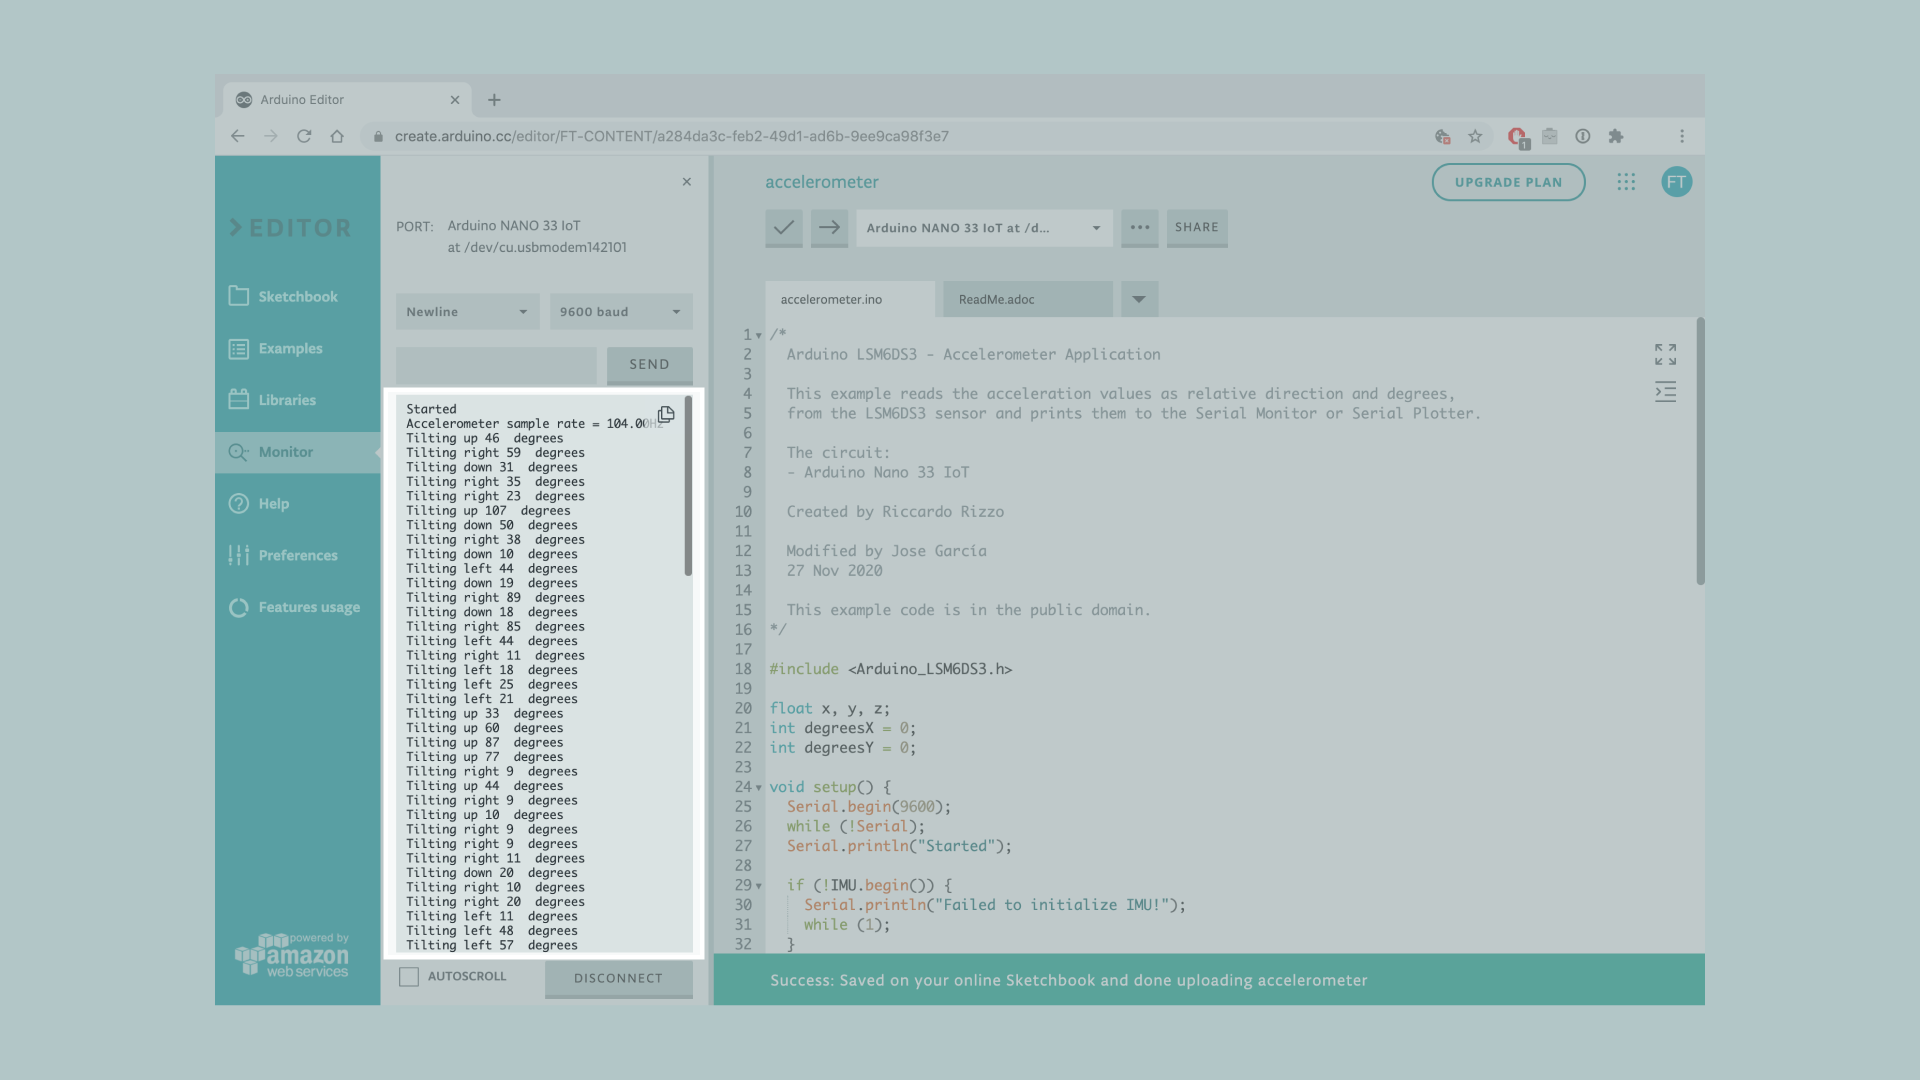 Arduino Editor
create.arduino.cc/editor/FT-CONTENT/a284da3c-feb2-49d1-ad6b-9ee9ca98f3e7
1
EDITOR
Sketchbook
Examples
Libraries
Monitor
Help
Preferences
Features usage
powered by
amazon
web services
PORT: Arduino NANO 33 IoT
at /dev/cu.usbmodem142101
Newline
9600 baud
SEND
Started
Accelerometer sample rate = 104.00Hz
Tilting up 46  degrees
Tilting right 59  degrees
Tilting down 31  degrees
Tilting right 35  degrees
Tilting right 23  degrees
Tilting up 107  degrees
Tilting down 50  degrees
Tilting right 38  degrees
Tilting down 10  degrees
Tilting left 44  degrees
Tilting down 19  degrees
Tilting right 89  degrees
Tilting down 18  degrees
Tilting right 85  degrees
Tilting left 44  degrees
Tilting right 11  degrees
Tilting left 18  degrees
Tilting left 25  degrees
Tilting left 21  degrees
Tilting up 33  degrees
Tilting up 60  degrees
Tilting up 87  degrees
Tilting up 77  degrees
Tilting right 9  degrees
Tilting up 44  degrees
Tilting right 9  degrees
Tilting up 10  degrees
Tilting right 9  degrees
Tilting right 9  degrees
Tilting right 11  degrees
Tilting down 20  degrees
Tilting right 10  degrees
Tilting right 20  degrees
Tilting left 11  degrees
Tilting left 48  degrees
Tilting left 57  degrees
AUTOSCROLL
DISCONNECT
accelerometer
UPGRADE PLAN
FT
Arduino NANO 33 IoT at /d...
SHARE
accelerometer.ino
ReadMe.adoc
1 /*
2 Arduino LSM6DS3 - Accelerometer Application
3
4 This example reads the acceleration values as relative direction and degrees,
5 from the LSM6DS3 sensor and prints them to the Serial Monitor or Serial Plotter.
6
7 The circuit:
8 - Arduino Nano 33 IoT
9
10 Created by Riccardo Rizzo
11
12 Modified by Jose García
13 27 Nov 2020
14
15 This example code is in the public domain.
16 */
17
18 #include <Arduino_LSM6DS3.h>
19
20 float x, y, z;
21 int degreesX = 0;
22 int degreesY = 0;
23
24 void setup() {
25 Serial.begin(9600);
26 while (!Serial);
27 Serial.println("Started");
28
29 if (!IMU.begin()) {
30 Serial.println("Failed to initialize IMU!");
31 while (1);
32 }
Success: Saved on your online Sketchbook and done uploading accelerometer